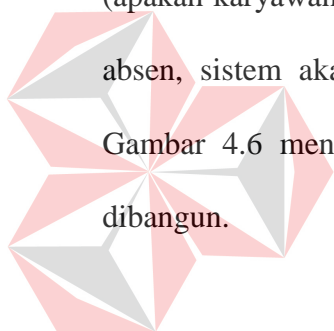 (apakah karyawan
absen, sistem aka
Gambar 4.6 men
dibangun.